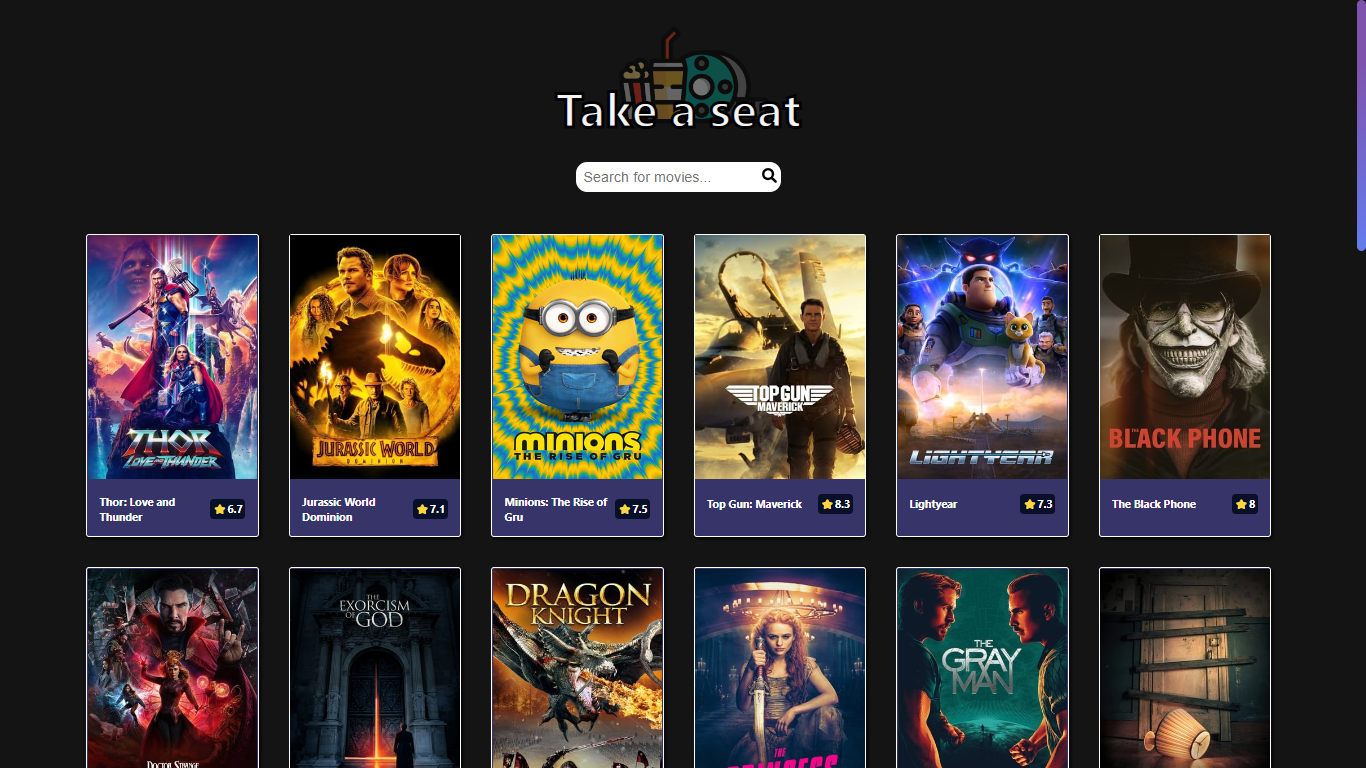 Take a seat
Search for movies...
THOR
LOVE AND THUNDER
JURASSIC WORLD
DOMINION
minions
THE RISE OF GRU
TOP GUN
MAVERICK
LIGHTYEAR
THE
BLACK PHONE
Thor: Love and
Thunder
6.7
Jurassic World
Dominion
7.1
Minions: The Rise of
Gru
7.5
Top Gun: Maverick
8.3
Lightyear
7.3
The Black Phone
8
DOCTOR STRANGE
THE
EXORCISM
OF GOD
DRAGON
KNIGHT
THE
PRINCESS
THE
GRAY
MAN